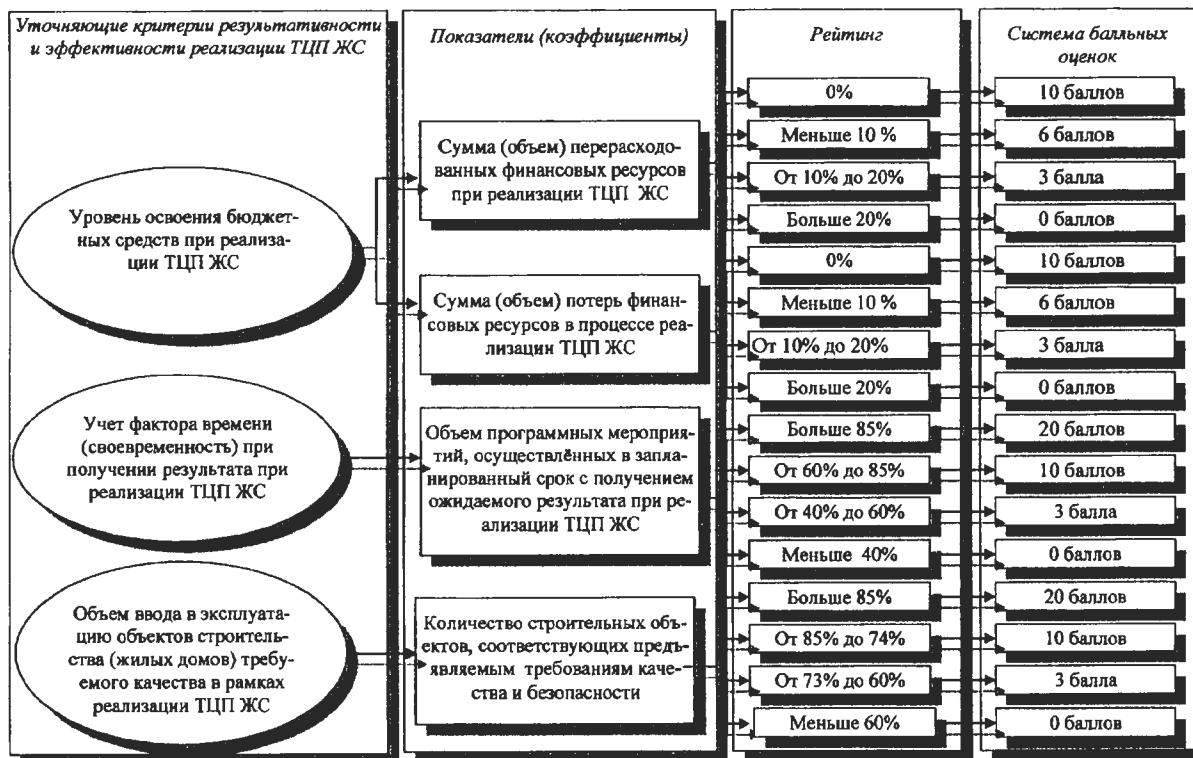 Уточняющие критерии результативности
и эффективности реализации ТЦП ЖС
Уровень освоения бюджет-
ных средств при реализа-
ции ТЦП ЖС
Учет фактора времени
(своевременность) при
получении результата при
реализации ТЦП ЖС
Объем ввода в эксплуата-
цию объектов строитель-
ства (жилых домов) требу-
емого качества в рамках
реализации ТЦП ЖС
Показатели (коэффициенты)
Сумма (объем) перерасходо-
ванных финансовых ресурсов
при реализации ТЦП ЖС
Сумма (объем) потерь финан-
совых ресурсов в процессе реа-
лизации ТЦП ЖС
Объем программных мероприя-
тий, осуществлённых в запла-
нированный срок с получением
ожидаемого результата при ре-
ализации ТЦП ЖС
Количество строительных объ-
ектов, соответствующих предъ-
являемым требованиям каче-
ства и безопасности
Рейтинг
0%
Меньше 10 %
От 10% до 20%
Больше 20%
0%
Меньше 10 %
От 10% до 20%
Больше 20%
Больше 85%
От 60% до 85%
От 40% до 60%
Меньше 40%
Больше 85%
От 85% до 74%
От 73% до 60%
Меньше 60%
Система балльных
оценок
10 баллов
6 баллов
3 балла
0 баллов
10 баллов
6 баллов
3 балла
0 баллов
20 баллов
10 баллов
3 балла
0 баллов
20 баллов
10 баллов
3 балла
0 баллов